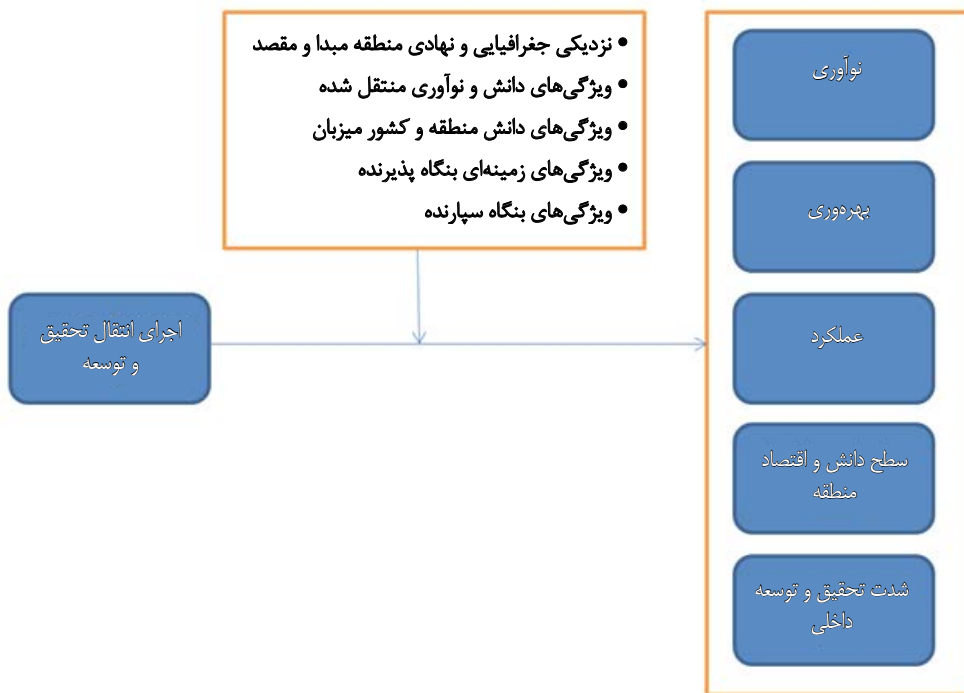 • نزدیکی جغرافیایی و نهادی منطقه مبدا و مقصد
• ویژگی‌های دانش و نوآوری منتقل شده
• ویژگی‌های دانش منطقه و کشور میزبان
• ویژگی‌های زمینه‌ای بنگاه پذیرنده
• ویژگی‌های بنگاه سپارنده
نوآوری
بهره‌وری
عملکرد
سطح دانش و اقتصاد
منطقه
شدت تحقیق و توسعه
داخلی
اجرای انتقال تحقیق
و توسعه